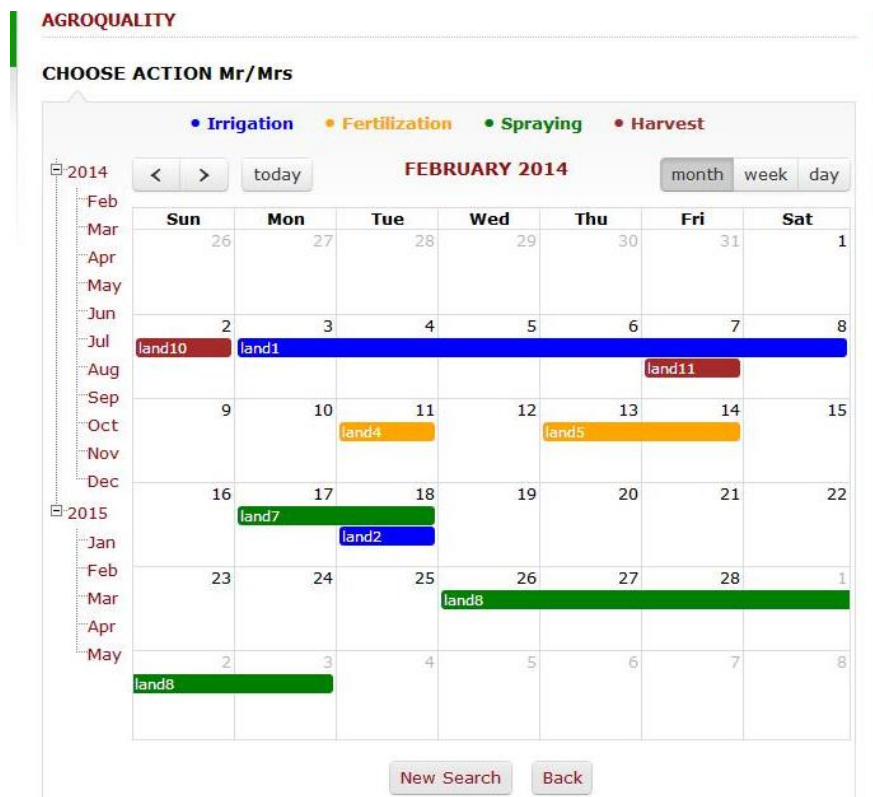 AGROQUALITY
CHOOSE ACTION Mr/Mrs
• Irrigation • Fertilization • Spraying • Harvest
< > today FEBRUARY 2014 month week day
2014
Feb
Mar
Apr
May
Jun
Jul
Aug
Sep
Oct
Nov
Dec
2015
Jan
Feb
Mar
Apr
May
Sun Mon Tue Wed Thu Fri Sat
26 27 28 29 30 31 1
2 3 4 5 6 7 8
land10 land1
land11
9 10 11 12 13 14 15
land4 land5
16 17 18 19 20 21 22
land7
land2
23 24 25 26 27 28 1
land8
2 3 4 5 6 7 8
land8
New Search Back